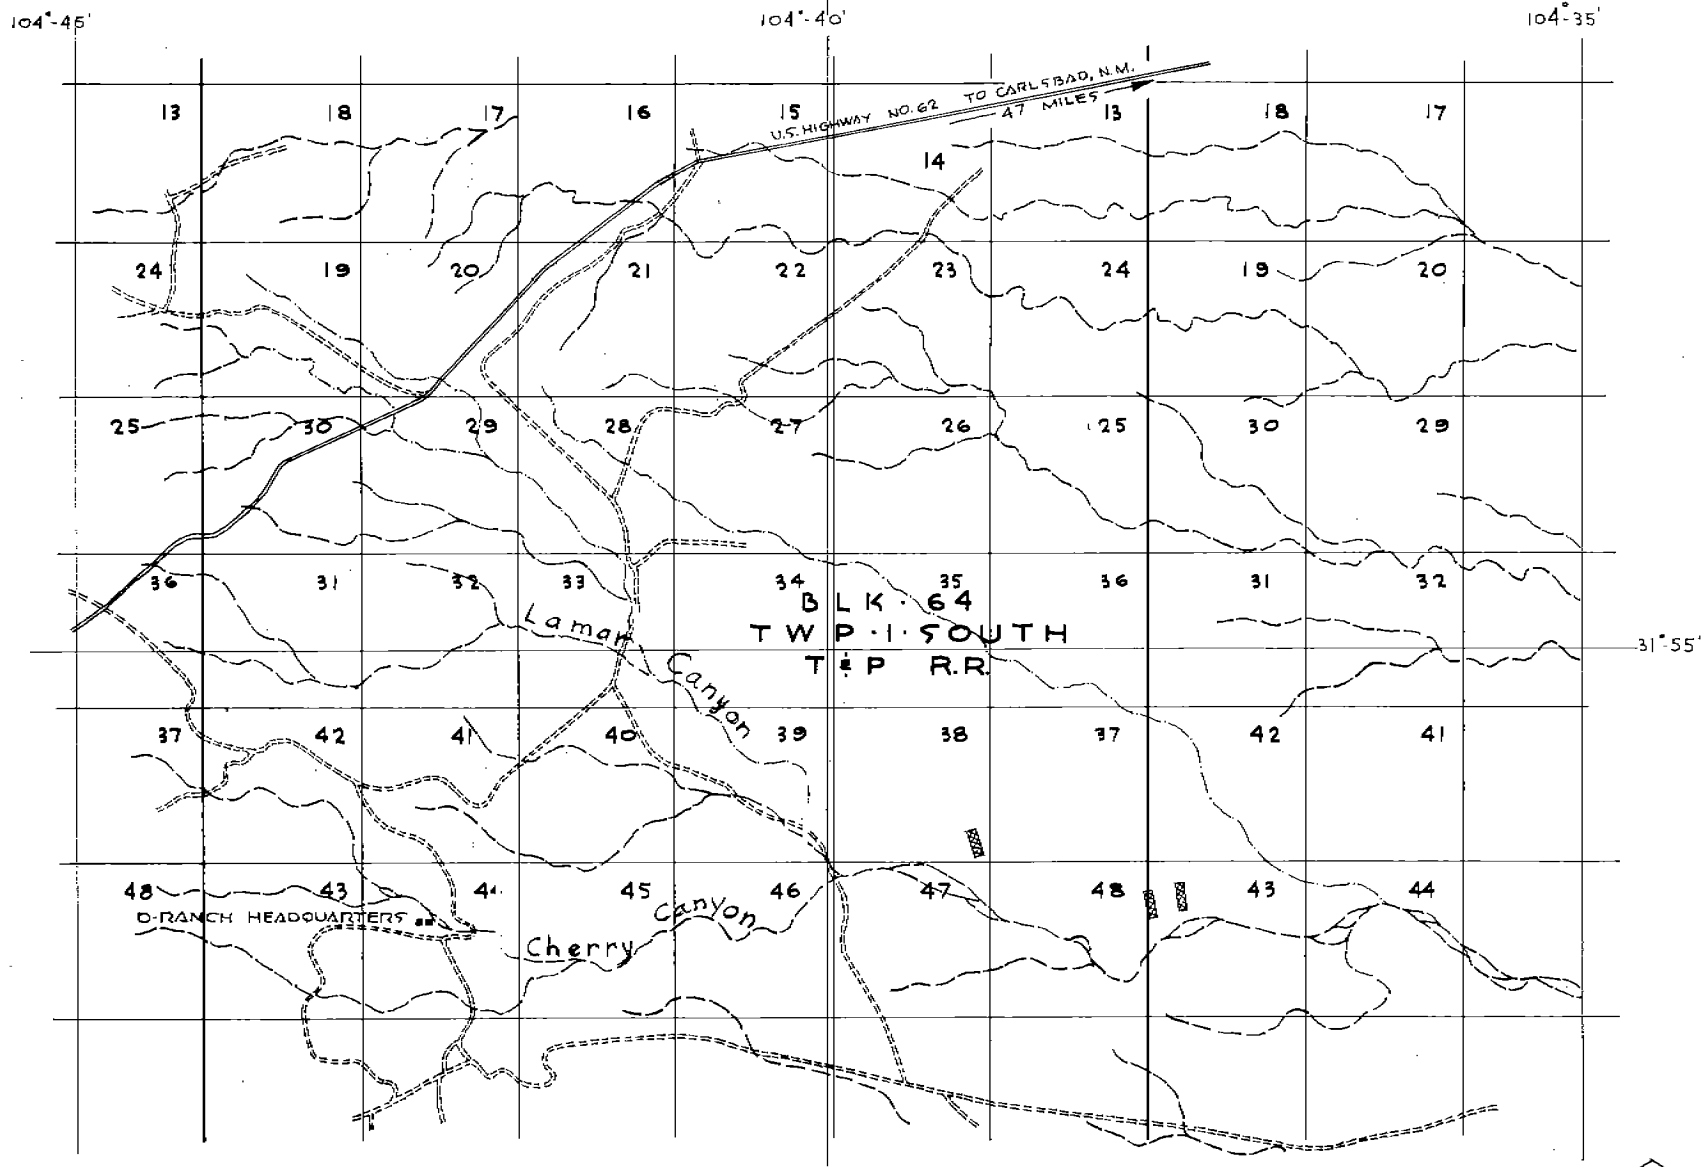 104°-45' 104°-40' 104°-35'
U.S. HIGHWAY NO. 62 TO CARLSBAD, N.M.
47 MILES
13 18 17 16 15 13 18 17
14
24 19 20 21 22 23 24 19 20
25 30 29 28 27 26 25 30 29
36 31 32 33 34 35 36 31 32
BLK. 64
TWP. 1. SOUTH
T & P R.R.
31°-55'
Lamar Canyon
37 42 41 40 39 38 37 42 41
48 43 44 45 46 47 48 43 44
D-RANCH HEADQUARTERS
Cherry Canyon